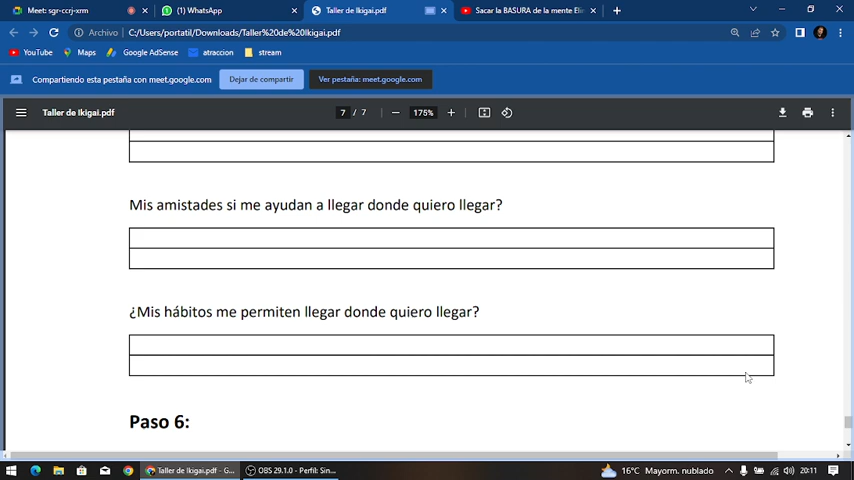 Meet: sgr-ccrj-xrm
(1) WhatsApp
Taller de Ikigai.pdf
Sacar la BASURA de la mente Elin
Archivo
C:/Users/portatil/Downloads/Taller%20de%20Ikigai.pdf
YouTube
Maps
Google AdSense
atraccion
stream
Compartiendo esta pestaña con meet.google.com
Dejar de compartir
Ver pestaña: meet.google.com
Taller de Ikigai.pdf
7 / 7
175%
Mis amistades si me ayudan a llegar donde quiero llegar?
¿Mis hábitos me permiten llegar donde quiero llegar?
Paso 6:
Taller de Ikigai.pdf - G...
OBS 29.1.0 - Perfil: Sin...
16°C Mayorm. nublado
20:11